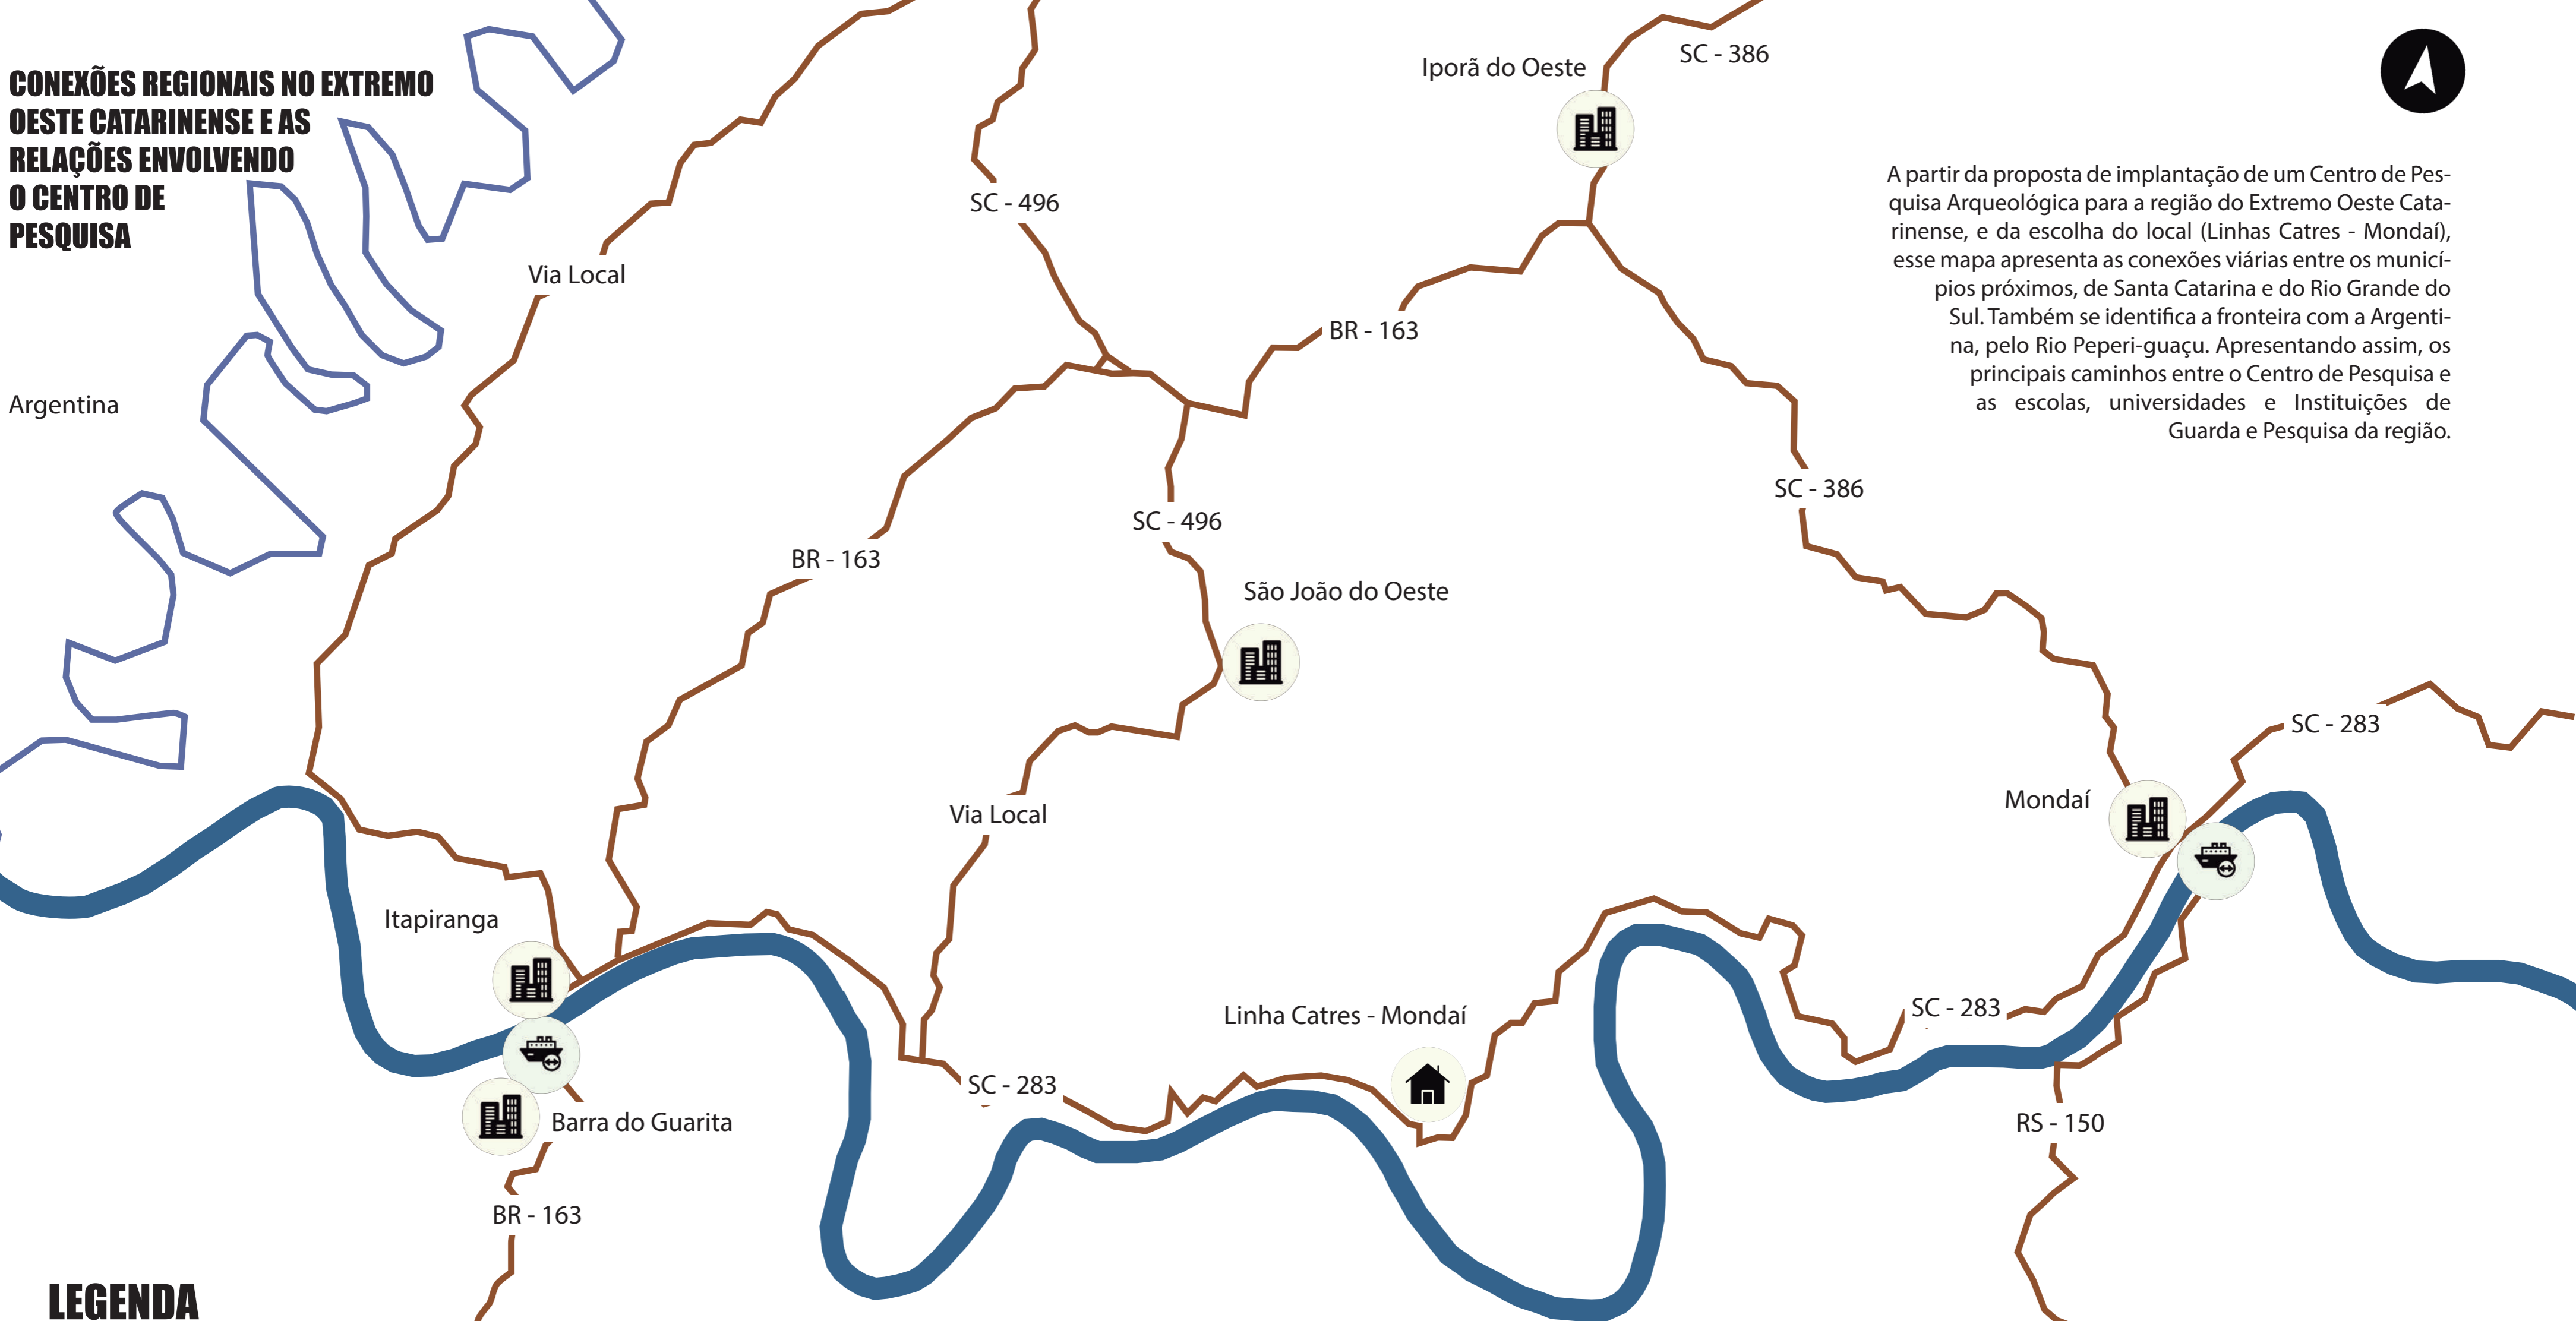 CONEXÕES REGIONAIS NO EXTREMO
OESTE CATARINENSE E AS
RELAÇÕES ENVOLVENDO
O CENTRO DE
PESQUISA
Iporã do Oeste
SC - 386
A partir da proposta de implantação de um Centro de Pes-
quisa Arqueológica para a região do Extremo Oeste Cata-
rinense, e da escolha do local (Linhas Catres - Mondaí),
esse mapa apresenta as conexões viárias entre os municí-
pios próximos, de Santa Catarina e do Rio Grande do
Sul. Também se identifica a fronteira com a Argenti-
na, pelo Rio Peperi-guaçu. Apresentando assim, os
principais caminhos entre o Centro de Pesquisa e
as escolas, universidades e Instituições de
Guarda e Pesquisa da região.
SC - 496
Via Local
BR - 163
Argentina
SC - 386
SC - 496
BR - 163
São João do Oeste
SC - 283
Mondaí
Via Local
Itapiranga
SC - 283
Linha Catres - Mondaí
SC - 283
Barra do Guarita
RS - 150
BR - 163
LEGENDA